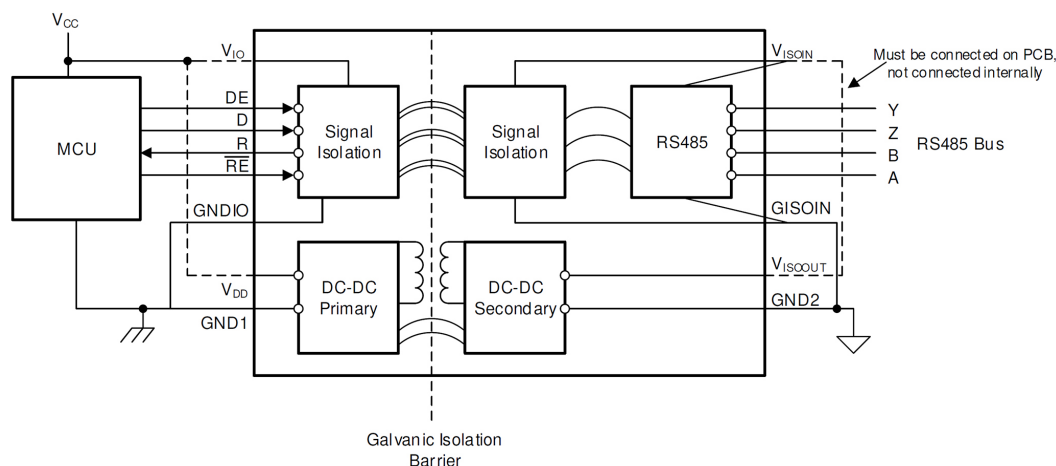 VCC
VIO
VISOIN
Must be connected on PCB,
not connected internally
MCU
DE
D
R
RE
Signal
Isolation
Signal
Isolation
RS485
Y
Z
B
A
RS485 Bus
GNDIO
GISOIN
VDD
GND1
DC-DC
Primary
DC-DC
Secondary
VISOOUT
GND2
Galvanic Isolation
Barrier